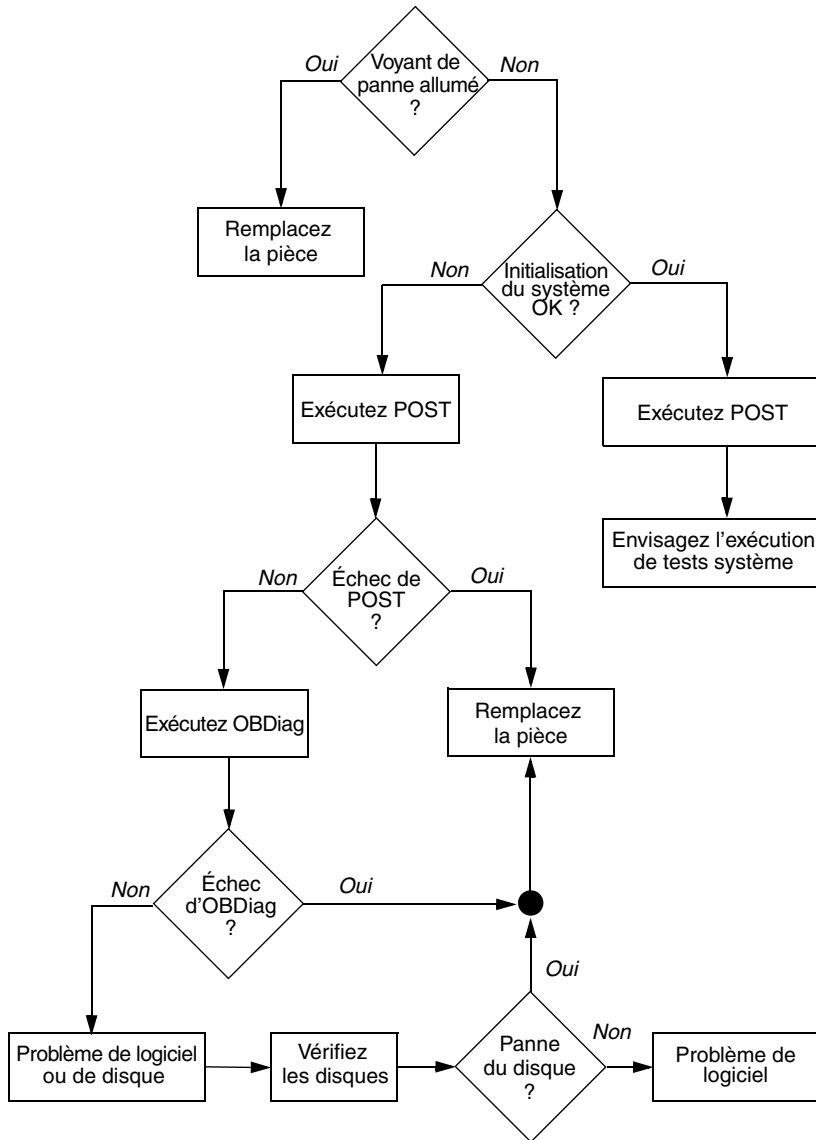 Voyant de
panne allumé
?
Oui
Non
Remplacez
la pièce
Initialisation
du système
OK ?
Non
Oui
Exécutez POST
Exécutez POST
Envisagez l'exécution
de tests système
Échec de
POST
?
Non
Oui
Exécutez OBDiag
Remplacez
la pièce
Échec
d'OBDiag
?
Non
Oui
Oui
Problème de logiciel
ou de disque
Vérifiez
les disques
Panne
du disque
?
Non
Problème de
logiciel